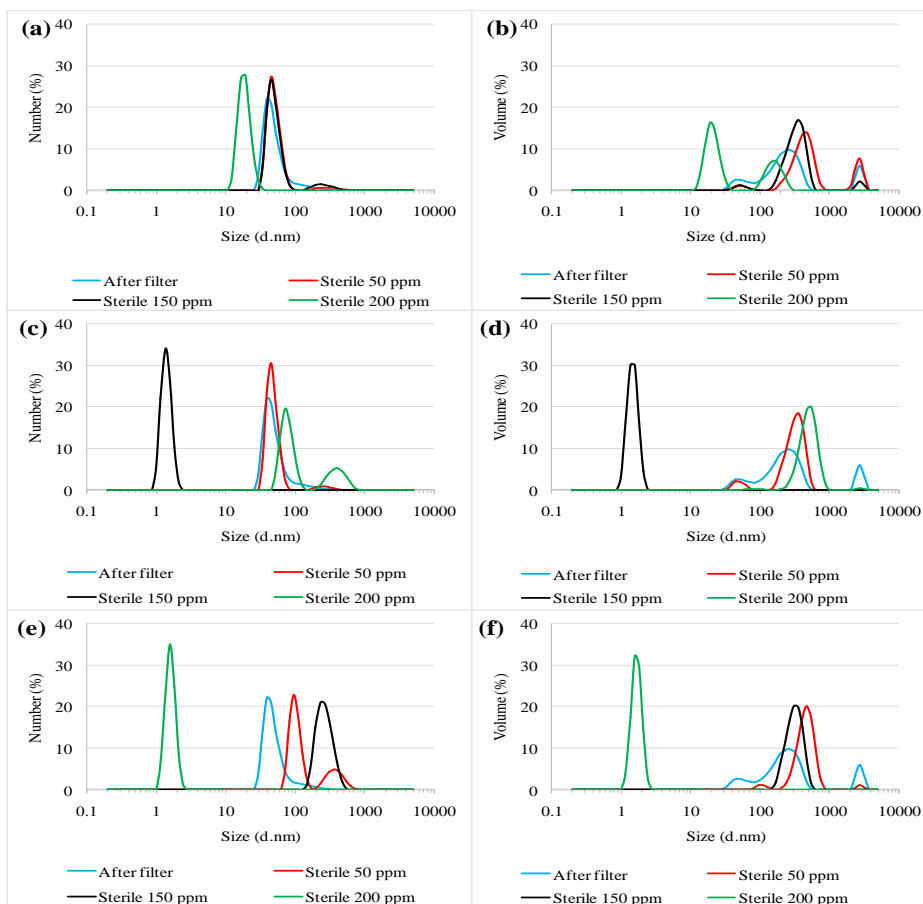 (a)
40
30
20
10
0
Number (%)
0.1 10 100 1000 10000
Size (d.nm)
After filter Sterile 50 ppm
Sterile 150 ppm Sterile 200 ppm
(b)
40
30
20
10
0
Volume (%)
0.1 1 10 100 1000 10000
Size (d.nm)
After filter Sterile 50 ppm
Sterile 150 ppm Sterile 200 ppm
(c)
40
30
20
10
0
Number (%)
0.1 1 10 100 1000 10000
Size (d.nm)
After filter Sterile 50 ppm
Sterile 150 ppm Sterile 200 ppm
(d)
40
30
20
10
0
Volume (%)
0.1 1 10 100 1000 10000
Size (d.nm)
After filter Sterile 50 ppm
Sterile 150 ppm Sterile 200 ppm
(e)
40
30
20
10
0
Number (%)
0.1 1 10 100 1000 10000
Size (d.nm)
After filter Sterile 50 ppm
Sterile 150 ppm Sterile 200 ppm
(f)
40
30
20
10
0
Volume (%)
0.1 1 10 100 1000 10000
Size (d.nm)
After filter Sterile 50 ppm
Sterile 150 ppm Sterile 200 ppm